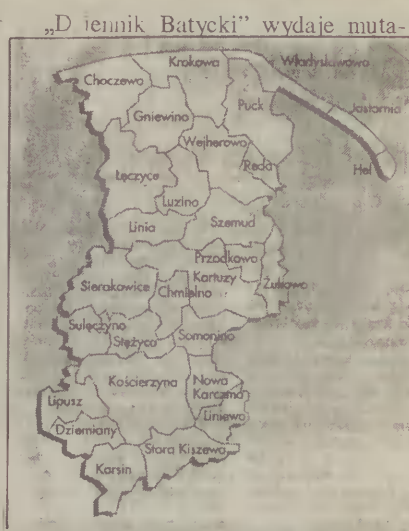 „D iennik Batycki” wydaje muta-
Krokowa
Władysławowo
Choczewo
Puck
Jastarnia
Gniewino
Wejherowo
Reda
Hel
Łęczyce
Luzino
Linia
Szemud
Przodkowo
Kartuzy
Sierakowice
Chmielno
Żukowo
Sulęczyno
Somonino
Stężyca
Kościerzyna
Nowa
Karczma
Lipusz
Liniewo
Dziemiany
Stara Kiszewa
Karsin